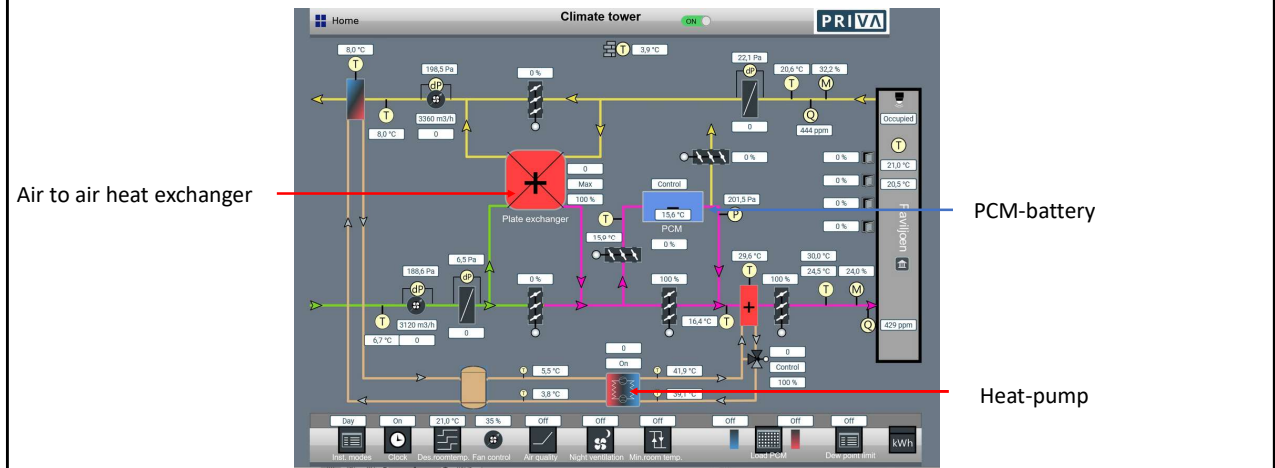 Home
Climate tower
ON
PRIVA
8,0 °C
T
T
3,9 °C
198,5 Pa
dP
0 %
22,1 Pa
dP
20,6 °C
32,2 %
T
M
T
8,0 °C
3360 m3/h
0
0
Q
444 ppm
Occupied
T
21,0 °C
20,5 °C
Paviljoen
0 %
0 %
0 %
0 %
0 %
Air to air heat exchanger
+
0
Max
100 %
Plate exchanger
Control
15,6 °C
PCM
0 %
201,5 Pa
P
PCM-battery
T
15,9 °C
188,6 Pa
dP
6,5 Pa
dP
0 %
100 %
29,6 °C
T
100 %
30,0 °C
24,5 °C
24,0 %
T
M
T
6,7 °C
3120 m3/h
0
0
16,4 °C
T
+
Q
429 ppm
0
On
0
Control
100 %
T
5,5 °C
T
41,9 °C
T
3,8 °C
T
39,1 °C
Heat-pump
Day
On
21,0 °C
35 %
Off
Off
Off
Off
Off
Off
Inst. modes
Clock
Des.roomtemp.
Fan control
Air quality
Night ventilation
Min.room temp.
Load PCM
Dew point limit
kWh